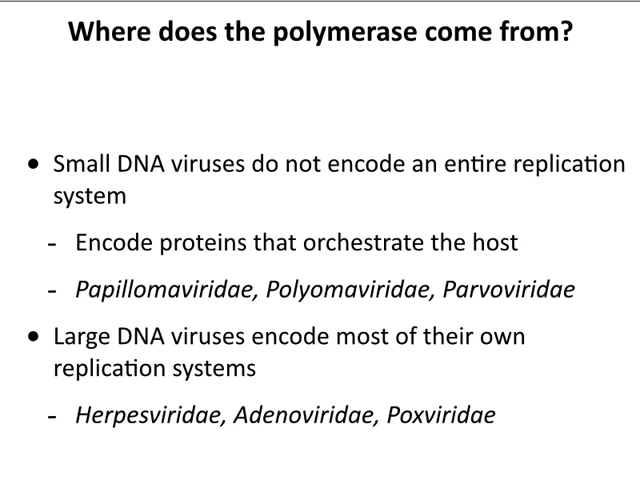 Where does the polymerase come from?
• Small DNA viruses do not encode an entire replication
system
- Encode proteins that orchestrate the host
- Papillomaviridae, Polyomaviridae, Parvoviridae
• Large DNA viruses encode most of their own
replication systems
- Herpesviridae, Adenoviridae, Poxviridae